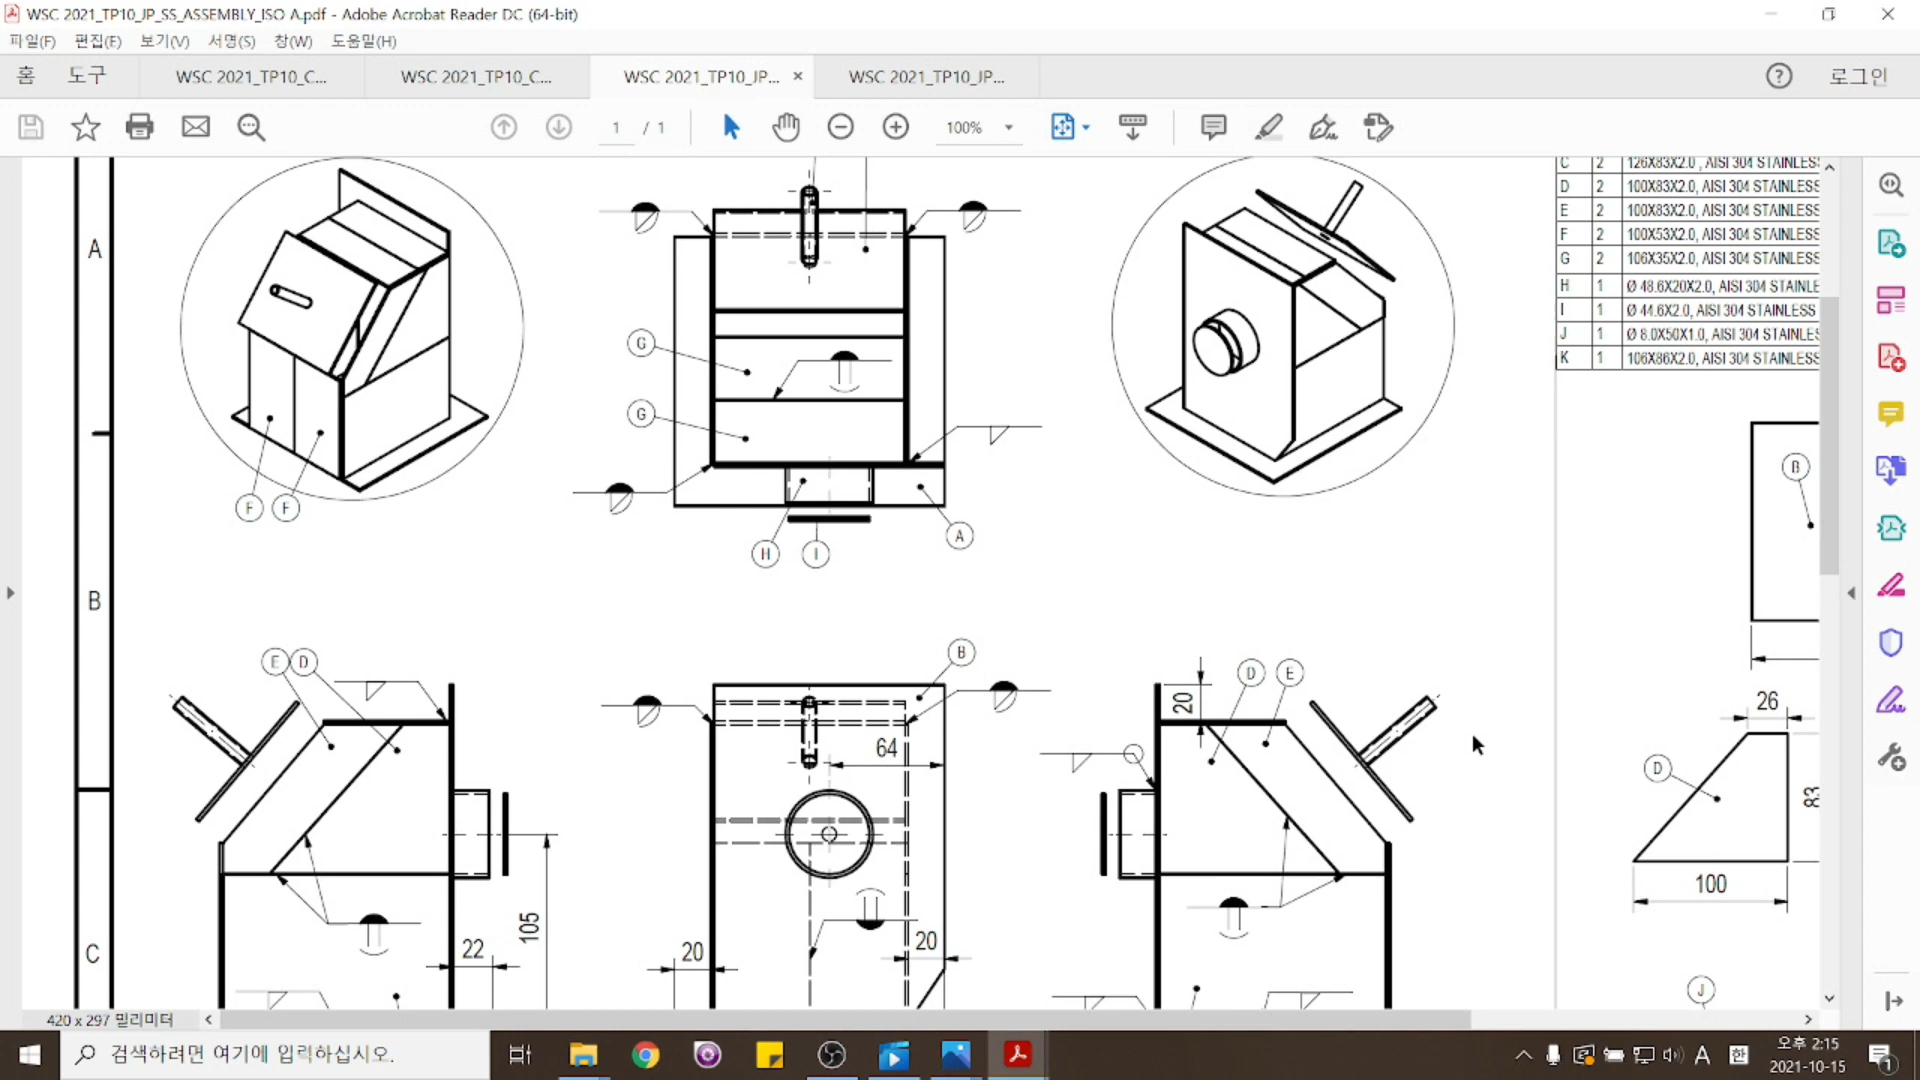 WSC 2021_TP10_JP_SS_ASSEMBLY_ISO A.pdf - Adobe Acrobat Reader DC (64-bit)
파일(F) 편집(E) 보기(V) 서명(S) 창(W) 도움말(H)
홈 도구 WSC 2021_TP10_C... WSC 2021_TP10_C... WSC 2021_TP10_JP... × WSC 2021_TP10_JP... ? 로그인
1 / 1 100%
C 2 126X83X2.0 , AISI 304 STAINLESS
D 2 100X83X2.0, AISI 304 STAINLESS
E 2 100X83X2.0, AISI 304 STAINLESS
F 2 100X53X2.0, AISI 304 STAINLESS
G 2 106X35X2.0, AISI 304 STAINLESS
H 1 Ø 48.6X20X2.0, AISI 304 STAINLE
I 1 Ø 44.6X2.0, AISI 304 STAINLESS
J 1 Ø 8.0X50X1.0, AISI 304 STAINLE
K 1 106X86X2.0, AISI 304 STAINLESS
A
G
G
B
F F
H I A
B
E D
B
D E
20
26
64
D
83
100
105
22
20
20
C
J
420 x 297 밀리미터
검색하려면 여기에 입력하십시오.
A 한
오후 2:15
2021-10-15
1